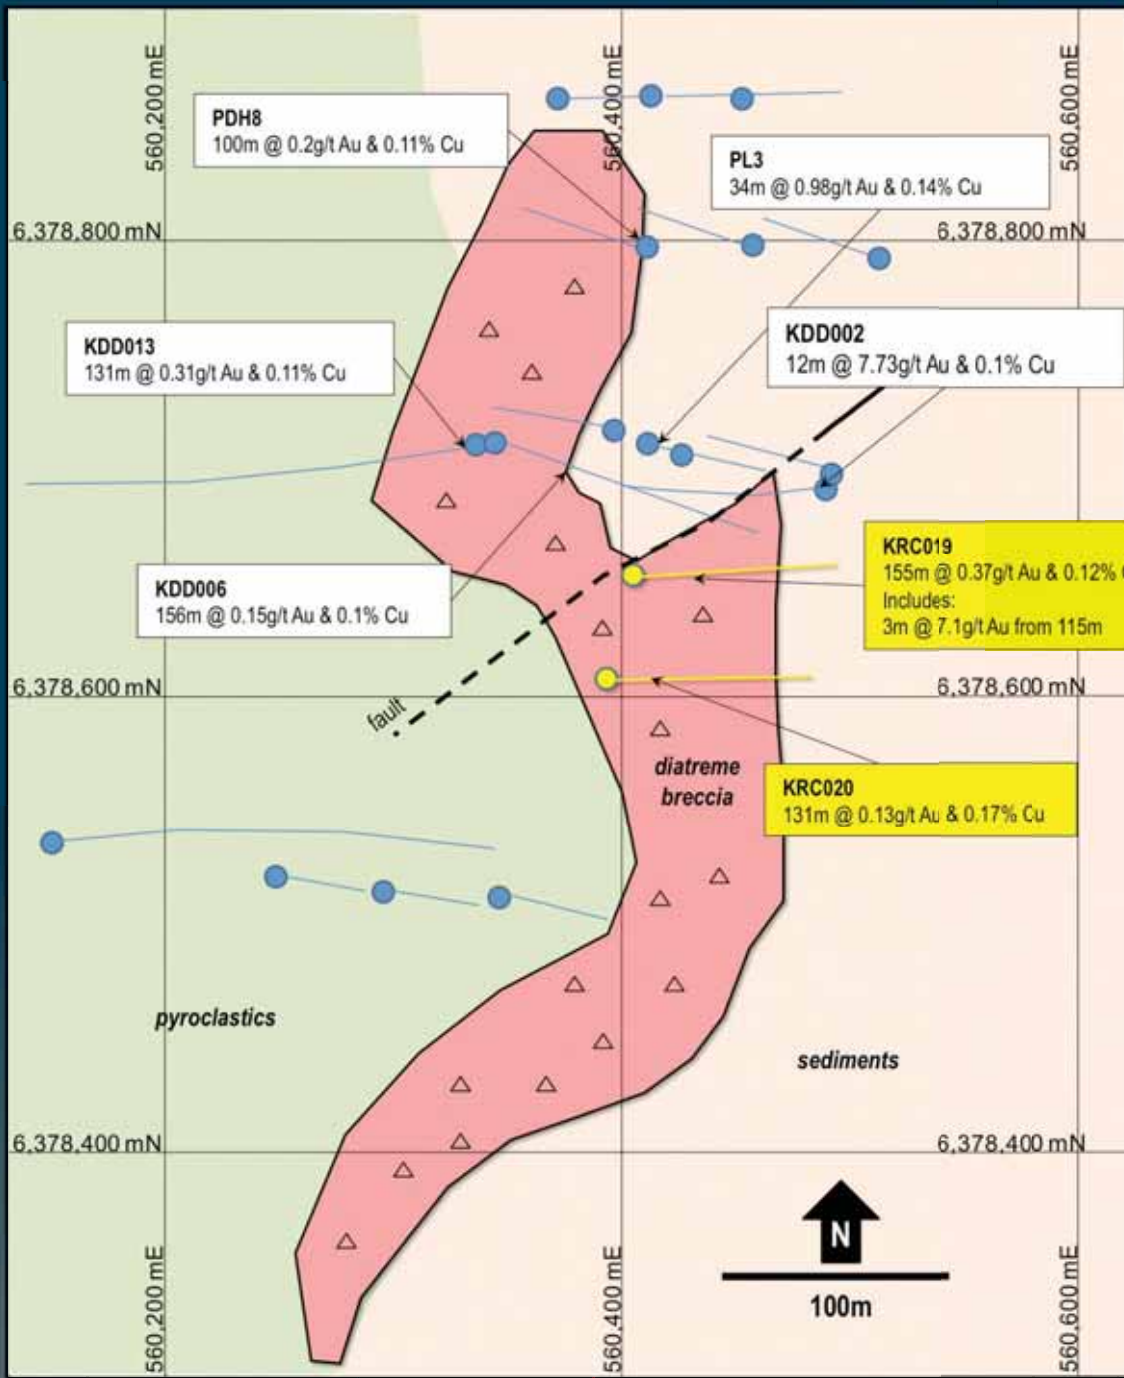 560,200 mE
560,400 mE
560,600 mE
PDH8
100m @ 0.2g/t Au & 0.11% Cu
PL3
34m @ 0.98g/t Au & 0.14% Cu
6,378,800 mN
6,378,800 mN
KDD013
131m @ 0.31g/t Au & 0.11% Cu
KDD002
12m @ 7.73g/t Au & 0.1% Cu
KRC019
155m @ 0.37g/t Au & 0.12% C
Includes:
3m @ 7.1g/t Au from 115m
KDD006
156m @ 0.15g/t Au & 0.1% Cu
6,378,600 mN
6,378,600 mN
fault
diatreme
breccia
KRC020
131m @ 0.13g/t Au & 0.17% Cu
pyroclastics
sediments
6,378,400 mN
6,378,400 mN
N
100m
560,200 mE
560,400 mE
560,600 mE